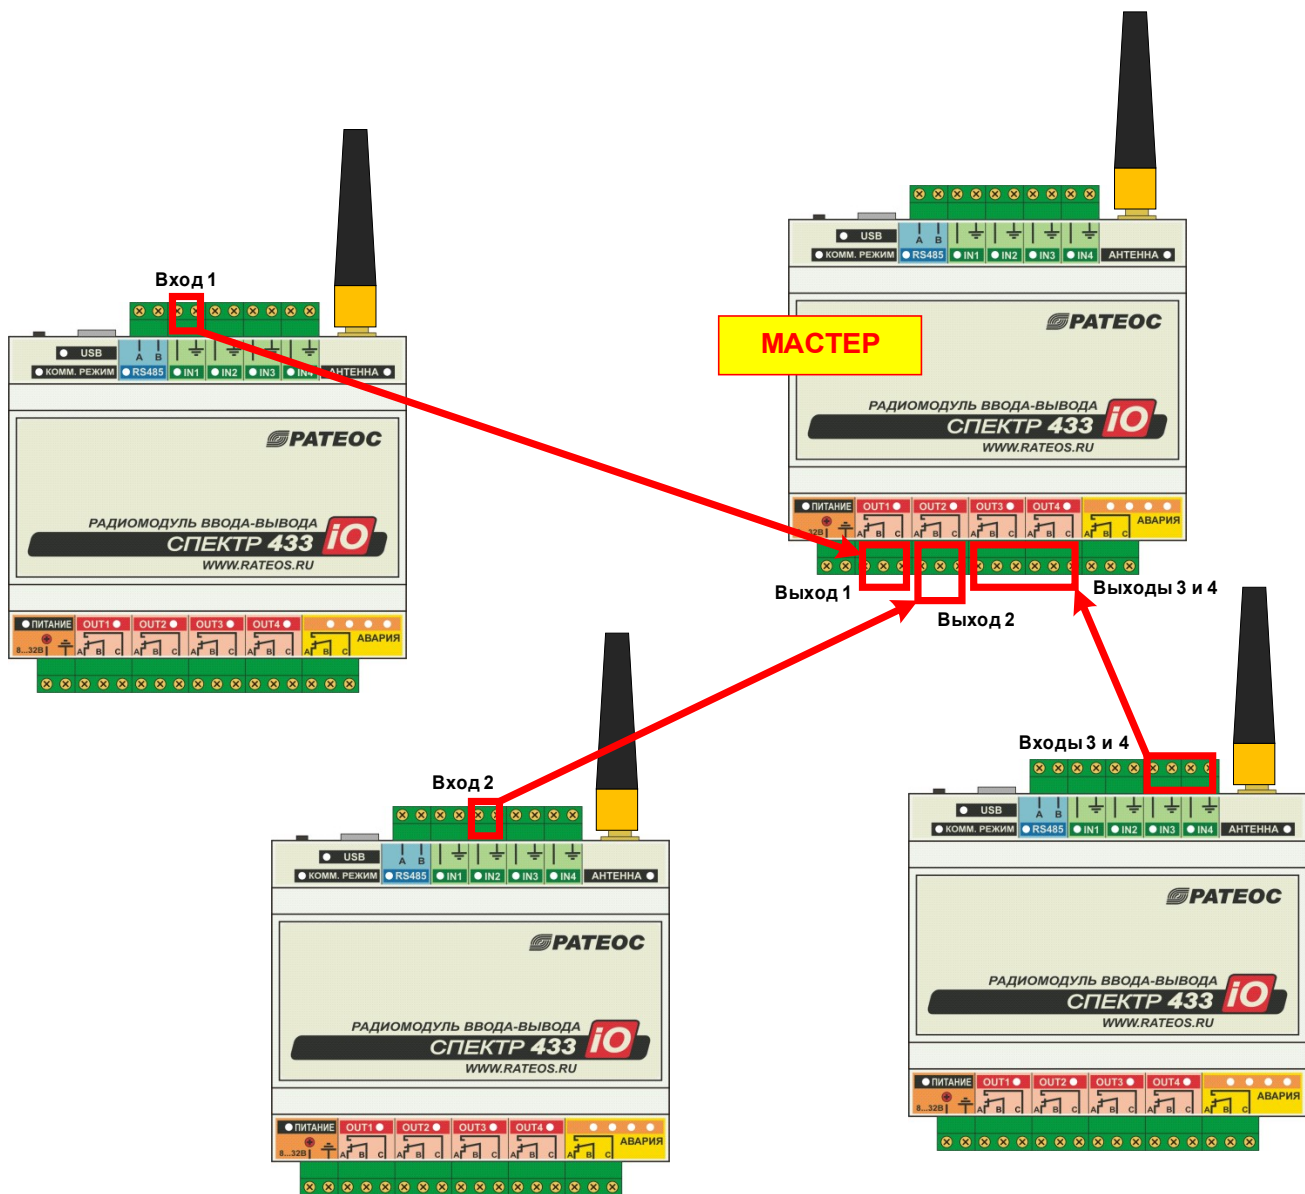 USB
A B
КОММ. РЕЖИМ RS485 IN1 IN2 IN3 IN4 АНТЕННА
РАТЕОС
МАСТЕР
РАДИОМОДУЛЬ ВВОДА-ВЫВОДА
СПЕКТР 433 iO
WWW.RATEOS.RU
ПИТАНИЕ OUT1 OUT2 OUT3 OUT4
АВАРИЯ
32В A B C A B C A B C A B C A B C
Выход 1
Выход 2
Выходы 3 и 4
Вход 1
USB
A B
КОММ. РЕЖИМ RS485 IN1 IN2 IN3 IN4 АНТЕННА
РАТЕОС
РАДИОМОДУЛЬ ВВОДА-ВЫВОДА
СПЕКТР 433 iO
WWW.RATEOS.RU
ПИТАНИЕ OUT1 OUT2 OUT3 OUT4
АВАРИЯ
8...32В A B C A B C A B C A B C A B C
Вход 2
USB
A B
КОММ. РЕЖИМ RS485 IN1 IN2 IN3 IN4 АНТЕННА
РАТЕОС
РАДИОМОДУЛЬ ВВОДА-ВЫВОДА
СПЕКТР 433 iO
WWW.RATEOS.RU
ПИТАНИЕ OUT1 OUT2 OUT3 OUT4
АВАРИЯ
8...32В A B C A B C A B C A B C A B C
Входы 3 и 4
USB
A B
КОММ. РЕЖИМ RS485 IN1 IN2 IN3 IN4 АНТЕННА
РАТЕОС
РАДИОМОДУЛЬ ВВОДА-ВЫВОДА
СПЕКТР 433 iO
WWW.RATEOS.RU
ПИТАНИЕ OUT1 OUT2 OUT3 OUT4
АВАРИЯ
8...32В A B C A B C A B C A B C A B C